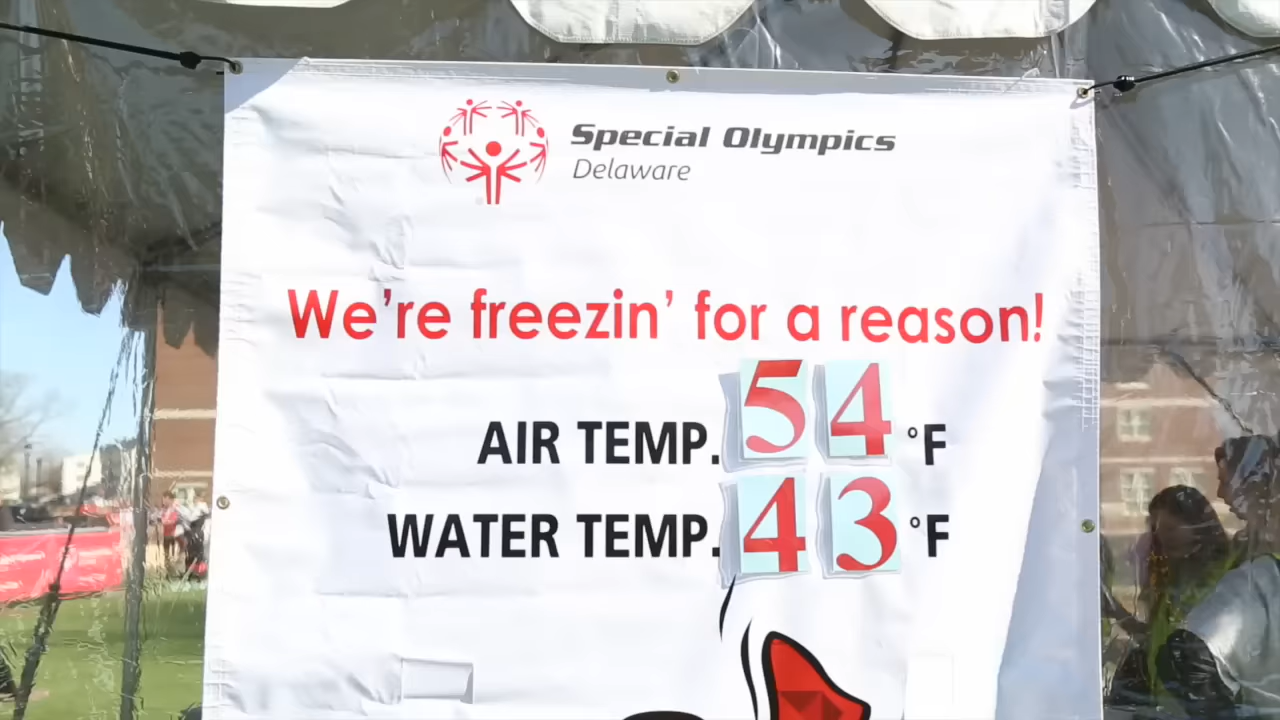 Special Olympics
Delaware
We're freezin' for a reason!
AIR TEMP. 54 °F
WATER TEMP. 43 °F